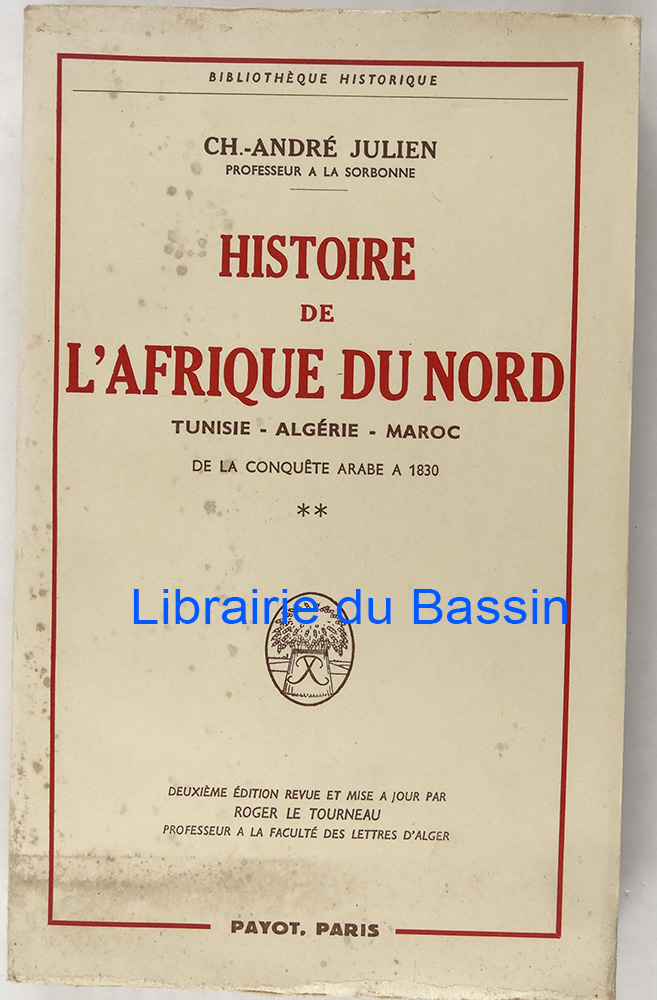 BIBLIOTHÈQUE HISTORIQUE
CH.-ANDRÉ JULIEN
PROFESSEUR A LA SORBONNE
HISTOIRE
DE
L'AFRIQUE DU NORD
TUNISIE - ALGÉRIE - MAROC
DE LA CONQUÊTE ARABE A 1830
**
Librairie du Bassin
DEUXIÈME ÉDITION REVUE ET MISE A JOUR PAR
ROGER LE TOURNEAU
PROFESSEUR A LA FACULTÉ DES LETTRES D'ALGER
PAYOT, PARIS